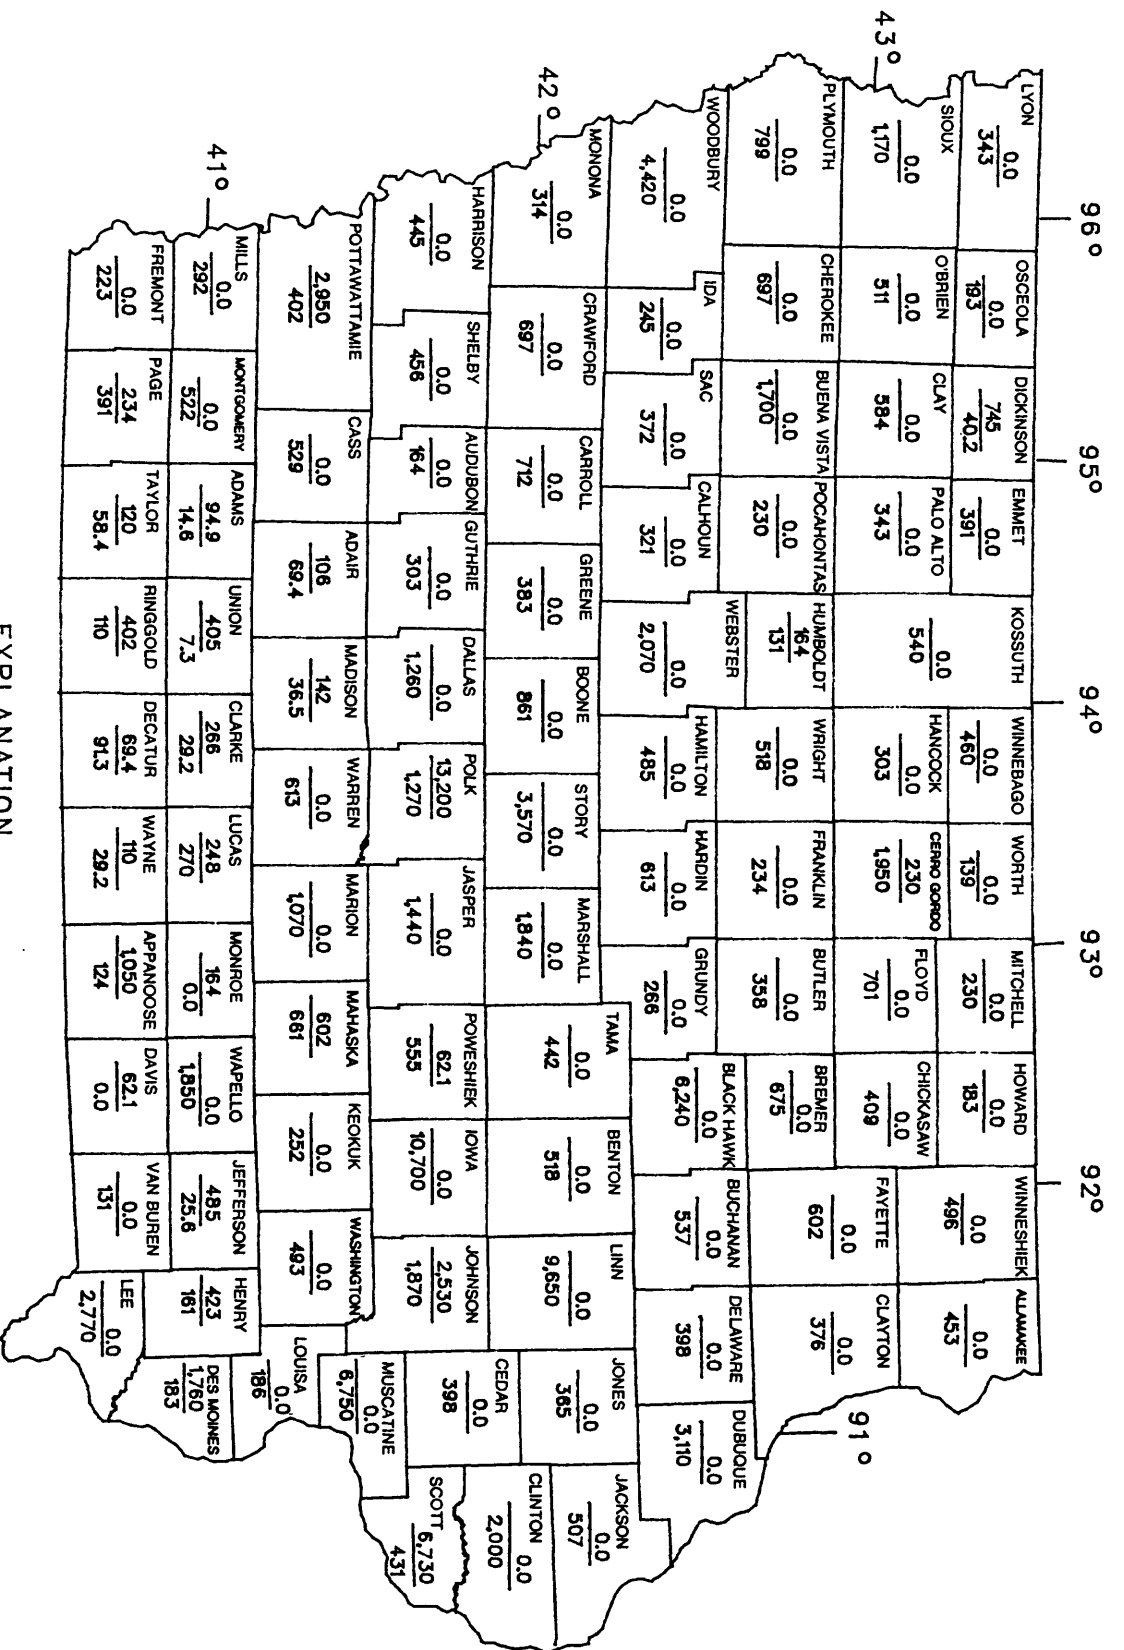 96°
95°
94°
93°
92°
91°
43°
42°
41°
LYON
0.0
343
OSCEOLA
0.0
193
DICKINSON
745
40.2
EMMET
0.0
391
KOSSUTH
0.0
540
WINNEBAGO
0.0
460
WORTH
0.0
139
MITCHELL
0.0
230
HOWARD
0.0
183
WINNESHIEK
0.0
496
ALLAMAKEE
0.0
453
SIOUX
0.0
1,170
O'BRIEN
0.0
511
CLAY
0.0
584
PALO ALTO
0.0
343
HANCOCK
0.0
303
CERRO GORDO
230
1,950
FLOYD
0.0
701
CHICKASAW
0.0
409
FAYETTE
0.0
602
CLAYTON
0.0
376
PLYMOUTH
0.0
799
CHEROKEE
0.0
697
BUENA VISTA
0.0
1,700
POCAHONTAS
0.0
230
HUMBOLDT
164
131
WRIGHT
0.0
518
FRANKLIN
0.0
234
BUTLER
0.0
358
BREMER
0.0
675
WOODBURY
0.0
4,420
IDA
0.0
245
SAC
0.0
372
CALHOUN
0.0
321
WEBSTER
0.0
2,070
HAMILTON
0.0
485
HARDIN
0.0
613
GRUNDY
0.0
266
BLACK HAWK
0.0
6,240
BUCHANAN
0.0
537
DELAWARE
0.0
398
DUBUQUE
0.0
3,110
MONONA
0.0
314
CRAWFORD
0.0
697
CARROLL
0.0
712
GREENE
0.0
383
BOONE
0.0
861
STORY
0.0
3,570
MARSHALL
0.0
1,840
TAMA
0.0
442
BENTON
0.0
518
LINN
0.0
9,650
JONES
0.0
365
JACKSON
0.0
507
HARRISON
0.0
445
SHELBY
0.0
456
AUDUBON
0.0
164
GUTHRIE
0.0
303
DALLAS
0.0
1,260
POLK
13,200
1,270
JASPER
0.0
1,440
POWESHIEK
62.1
555
IOWA
0.0
10,700
JOHNSON
2,530
1,870
CEDAR
0.0
398
CLINTON
0.0
2,000
SCOTT
6,730
431
MUSCATINE
0.0
6,750
POTTAWATTAMIE
2,950
402
CASS
0.0
529
ADAIR
106
69.4
MADISON
142
36.5
WARREN
0.0
613
MARION
0.0
1,070
MAHASKA
602
661
KEOKUK
0.0
252
WASHINGTON
0.0
493
LOUISA
0.0
186
MILLS
0.0
292
MONTGOMERY
0.0
522
ADAMS
94.9
14.6
UNION
405
7.3
CLARKE
266
29.2
LUCAS
248
270
MONROE
164
0.0
WAPELLO
0.0
1,850
JEFFERSON
485
25.6
HENRY
423
161
DES MOINES
1,760
183
FREMONT
0.0
223
PAGE
234
391
TAYLOR
120
58.4
RINGGOLD
402
110
DECATUR
69.4
91.3
WAYNE
110
29.2
APPANOOSE
1,050
124
DAVIS
62.1
0.0
VAN BUREN
0.0
131
LEE
0.0
2,770
EXPLANATION